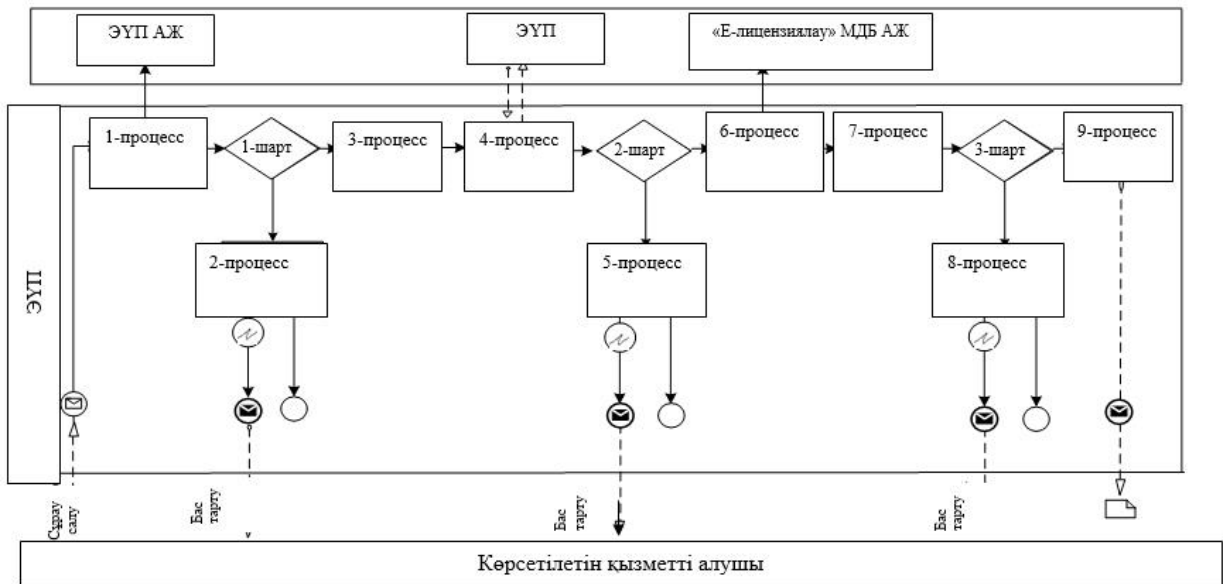 ЭҮП АЖ
ЭҮП
«Е-лицензиялау» МДБ АЖ
ЭҮП
1-процесс
1-шарт
3-процесс
4-процесс
2-шарт
6-процесс
7-процесс
3-шарт
9-процесс
2-процесс
5-процесс
8-процесс
Сұрау
салу
Бас
тарту
Бас
тарту
Бас
тарту
Көрсетілетін қызметті алушы